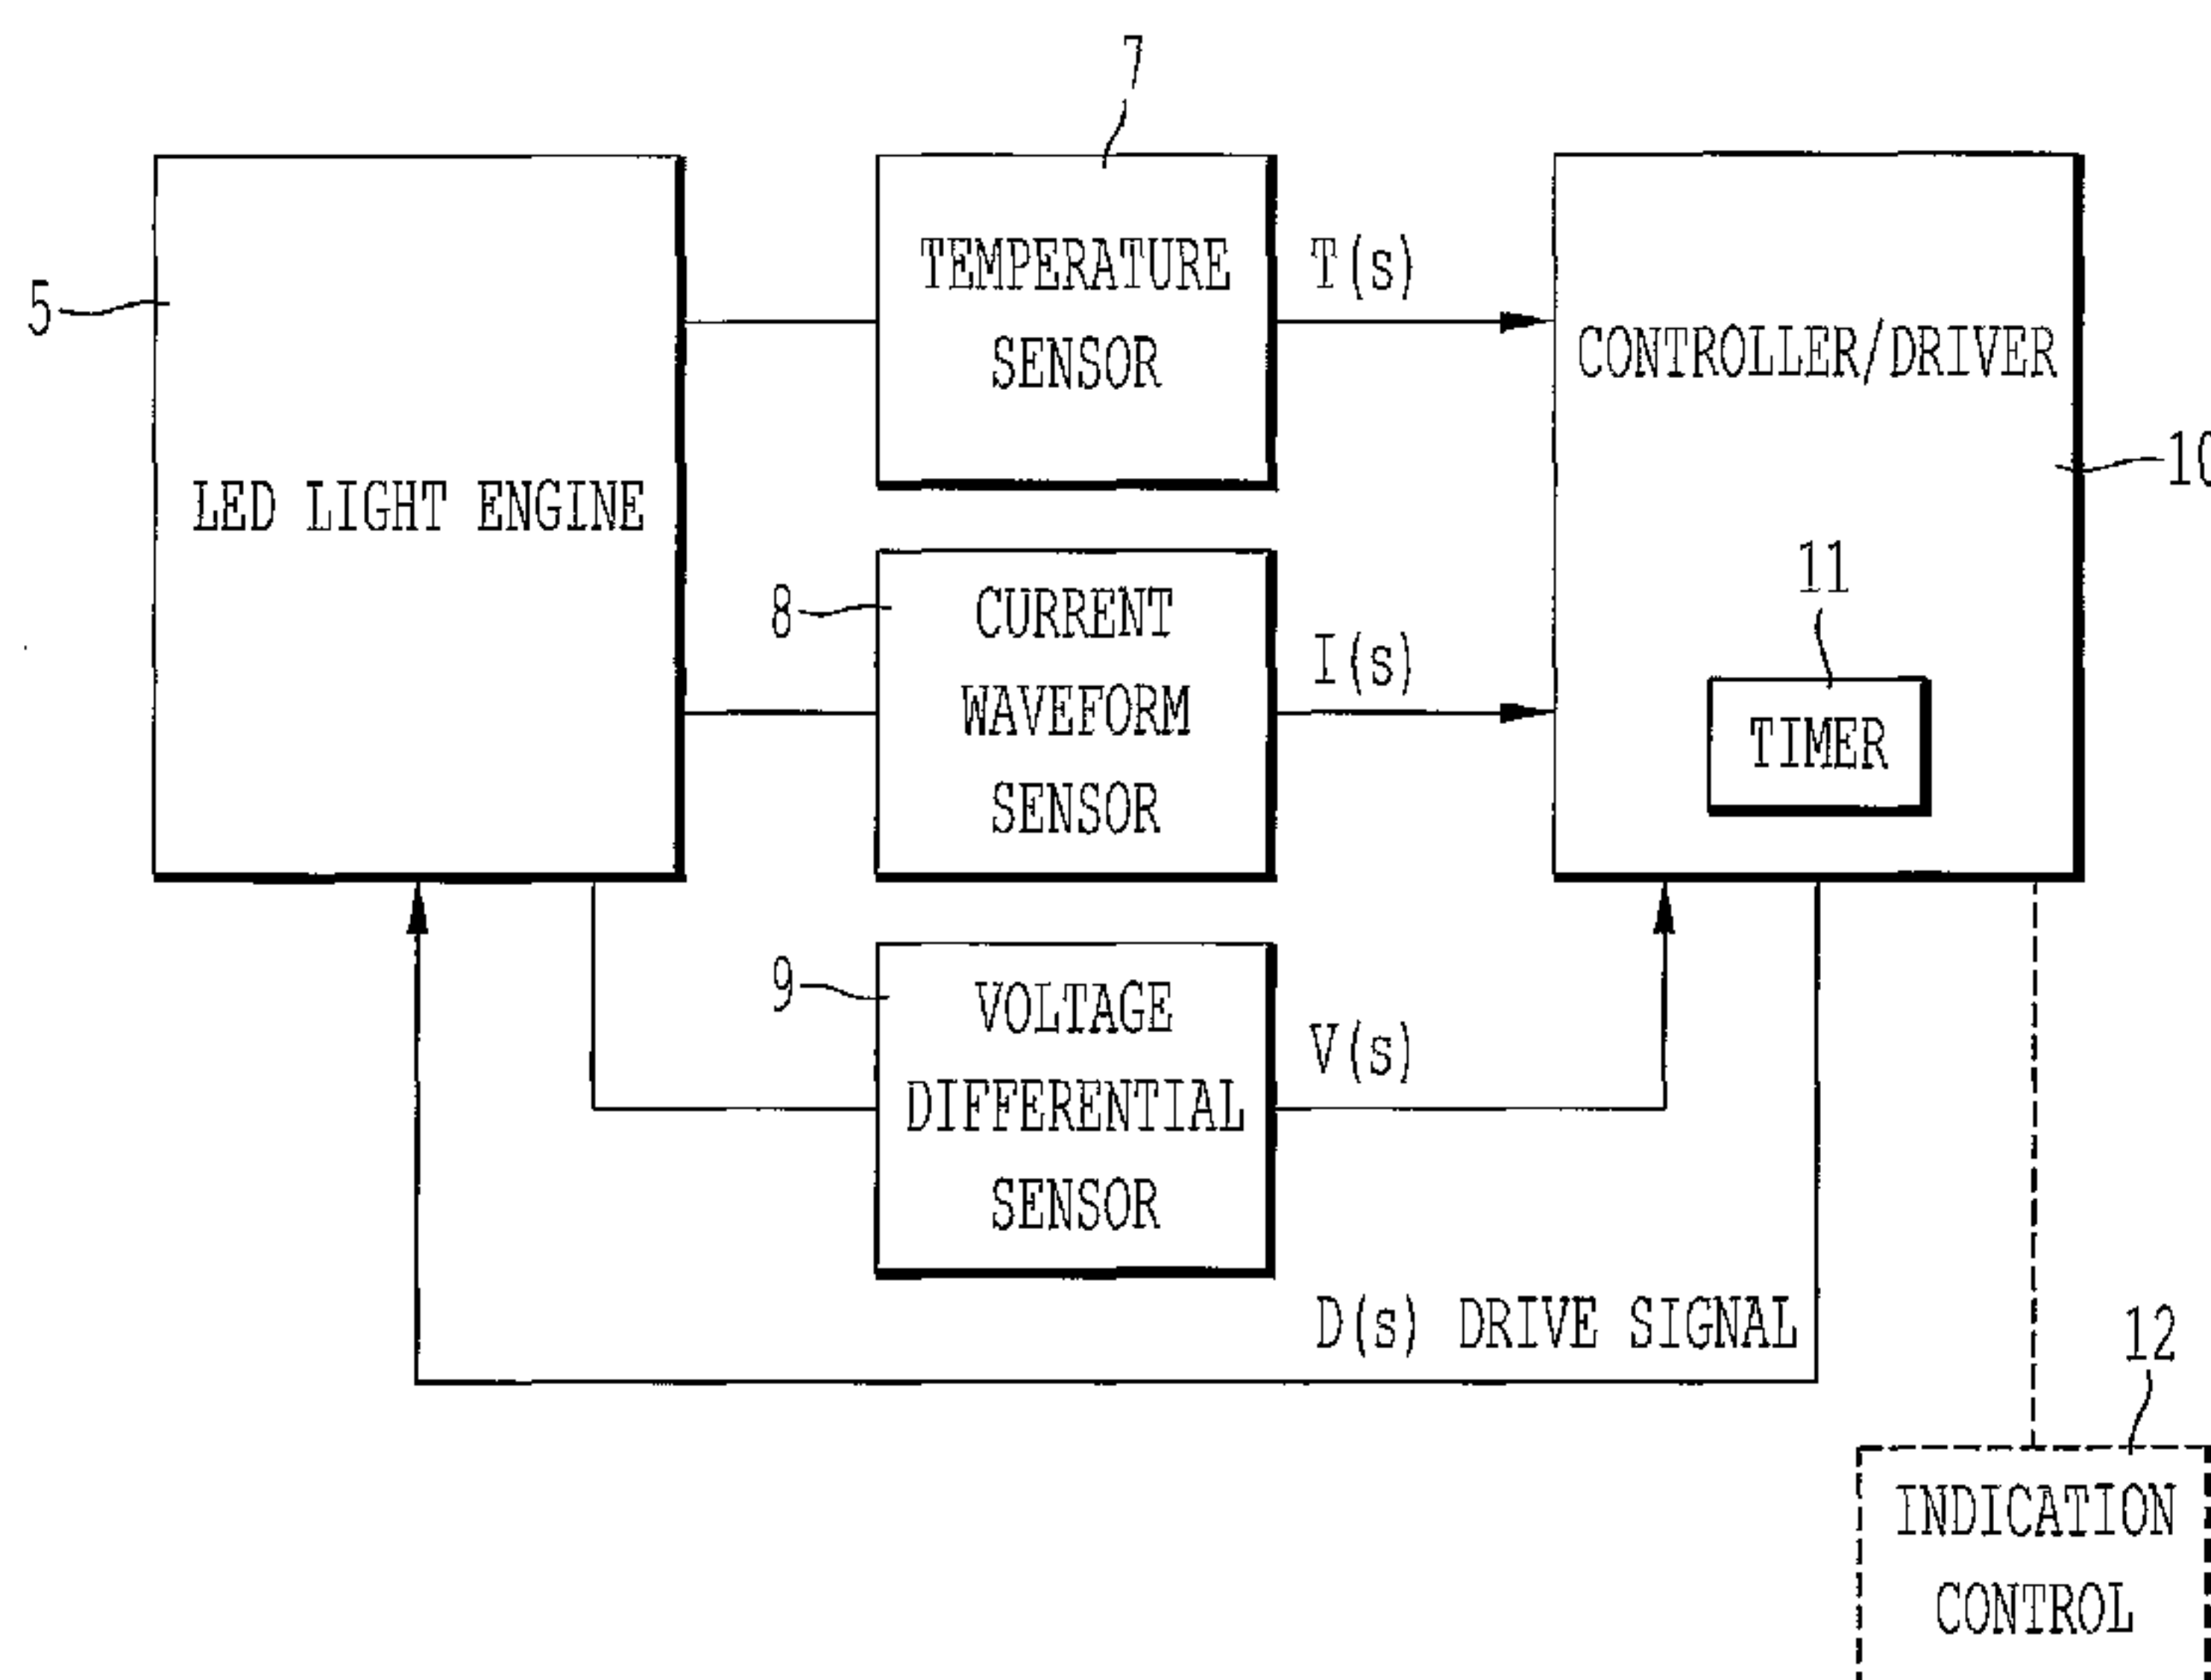 7
5
LED LIGHT ENGINE
TEMPERATURE
SENSOR
T(s)
CONTROLLER/DRIVER
10
8
CURRENT
WAVEFORM
SENSOR
I(s)
11
TIMER
9
VOLTAGE
DIFFERENTIAL
SENSOR
V(s)
D(s) DRIVE SIGNAL
12
INDICATION
CONTROL